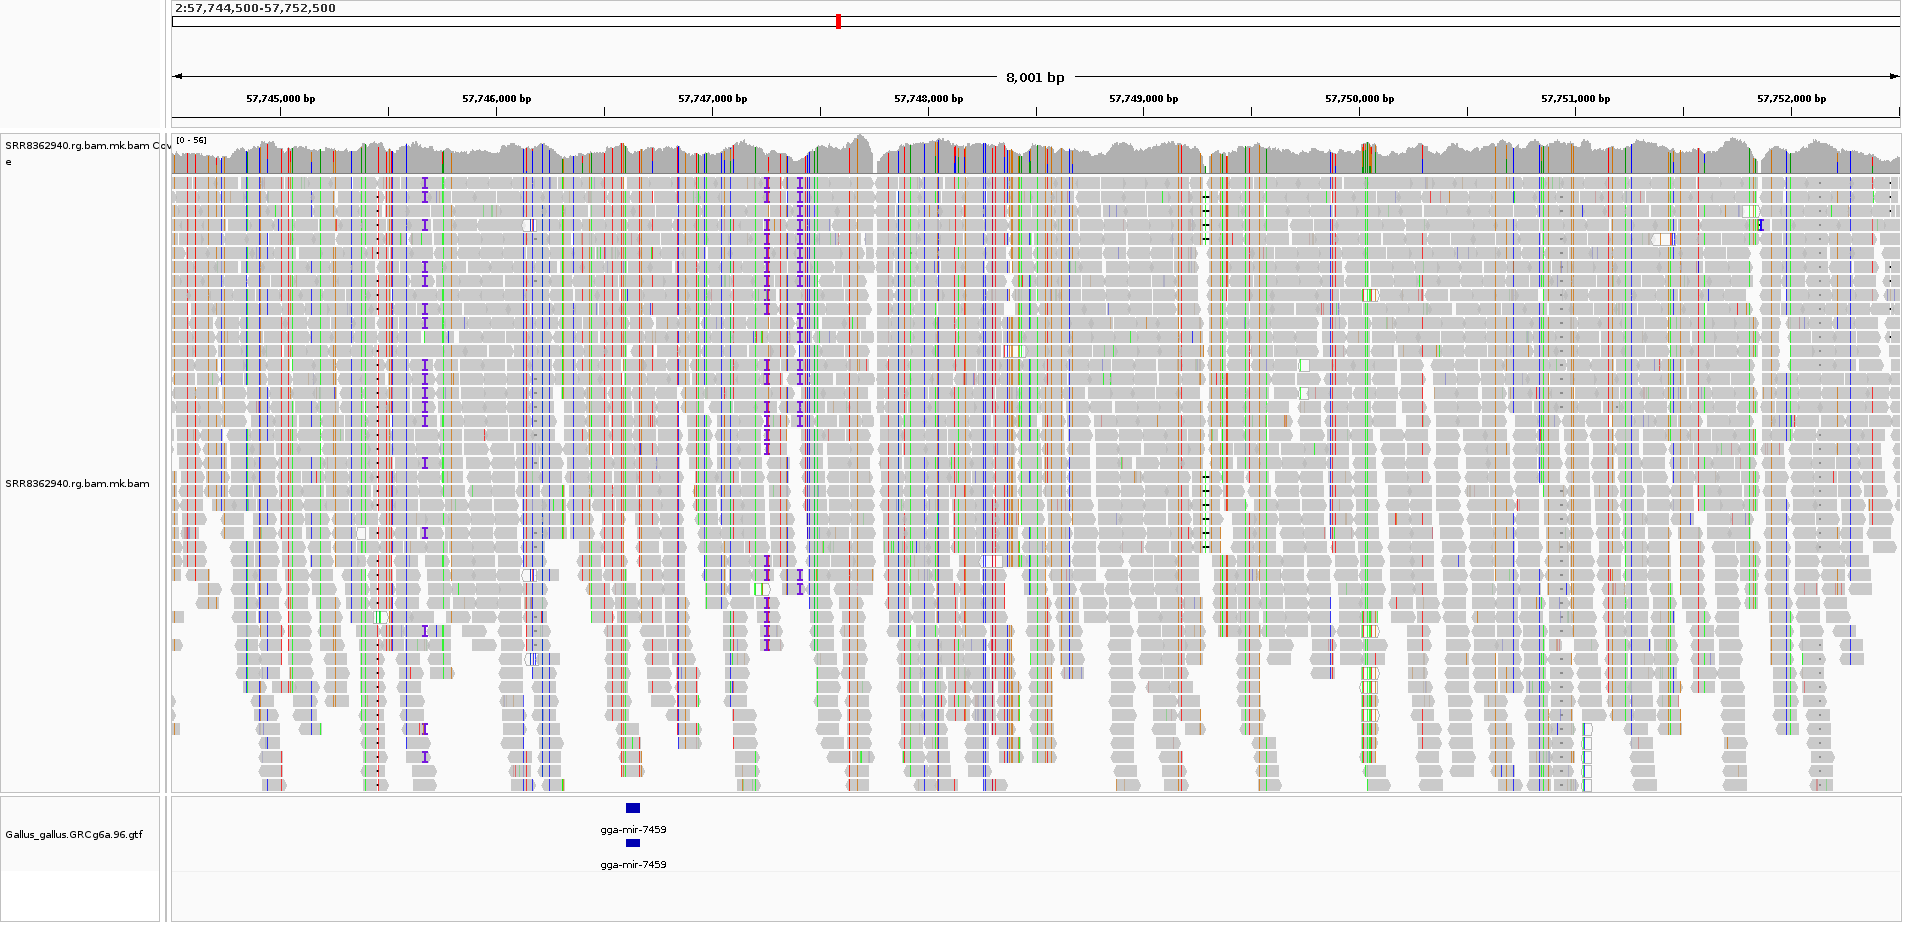 2:57,744,500-57,752,500
8,001 bp
57,745,000 bp 57,746,000 bp 57,747,000 bp 57,748,000 bp 57,749,000 bp 57,750,000 bp 57,751,000 bp 57,752,000 bp
[0 - 56]
SRR8362940.rg.bam.mk.bam Cov
e
SRR8362940.rg.bam.mk.bam
gga-mir-7459
Gallus_gallus.GRCg6a.96.gtf
gga-mir-7459